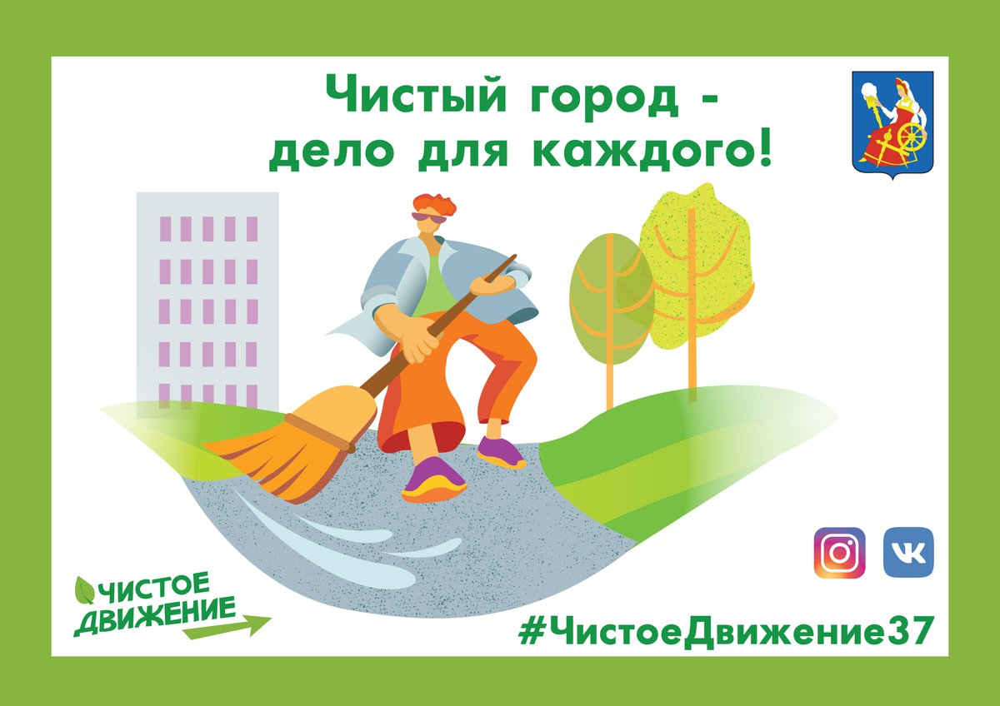 Чистый город -
дело для каждого!
ЧИСТОЕ
ДВИЖЕНИЕ
#ЧистоеДвижение37